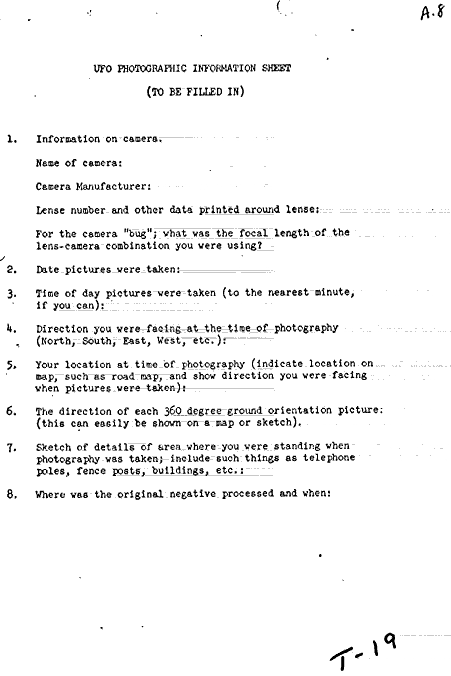 A.8
UFO PHOTOGRAPHIC INFORMATION SHEET
(TO BE FILLED IN)
1. Information on camera.
Name of camera:
Camera Manufacturer:
Lense number and other data printed around lense:
For the camera "bug"; what was the focal length of the
lens-camera combination you were using?
2. Date pictures were taken:
3. Time of day pictures were taken (to the nearest minute,
if you can):
4. Direction you were facing at the time of photography
(North, South, East, West, etc.):
5. Your location at time of photography (indicate location on
map, such as road map, and show direction you were facing
when pictures were taken):
6. The direction of each 360 degree ground orientation picture:
(this can easily be shown on a map or sketch).
7. Sketch of details of area where you were standing when
photography was taken; include such things as telephone
poles, fence posts, buildings, etc.:
8. Where was the original negative processed and when:
T-19